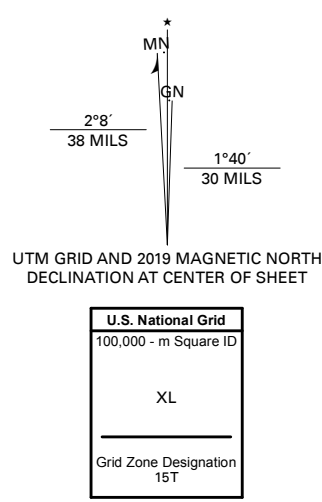 MN
GN
2°8´
38 MILS
1°40´
30 MILS
UTM GRID AND 2019 MAGNETIC NORTH
DECLINATION AT CENTER OF SHEET
U.S. National Grid
100,000 - m Square ID
XL
Grid Zone Designation
15T